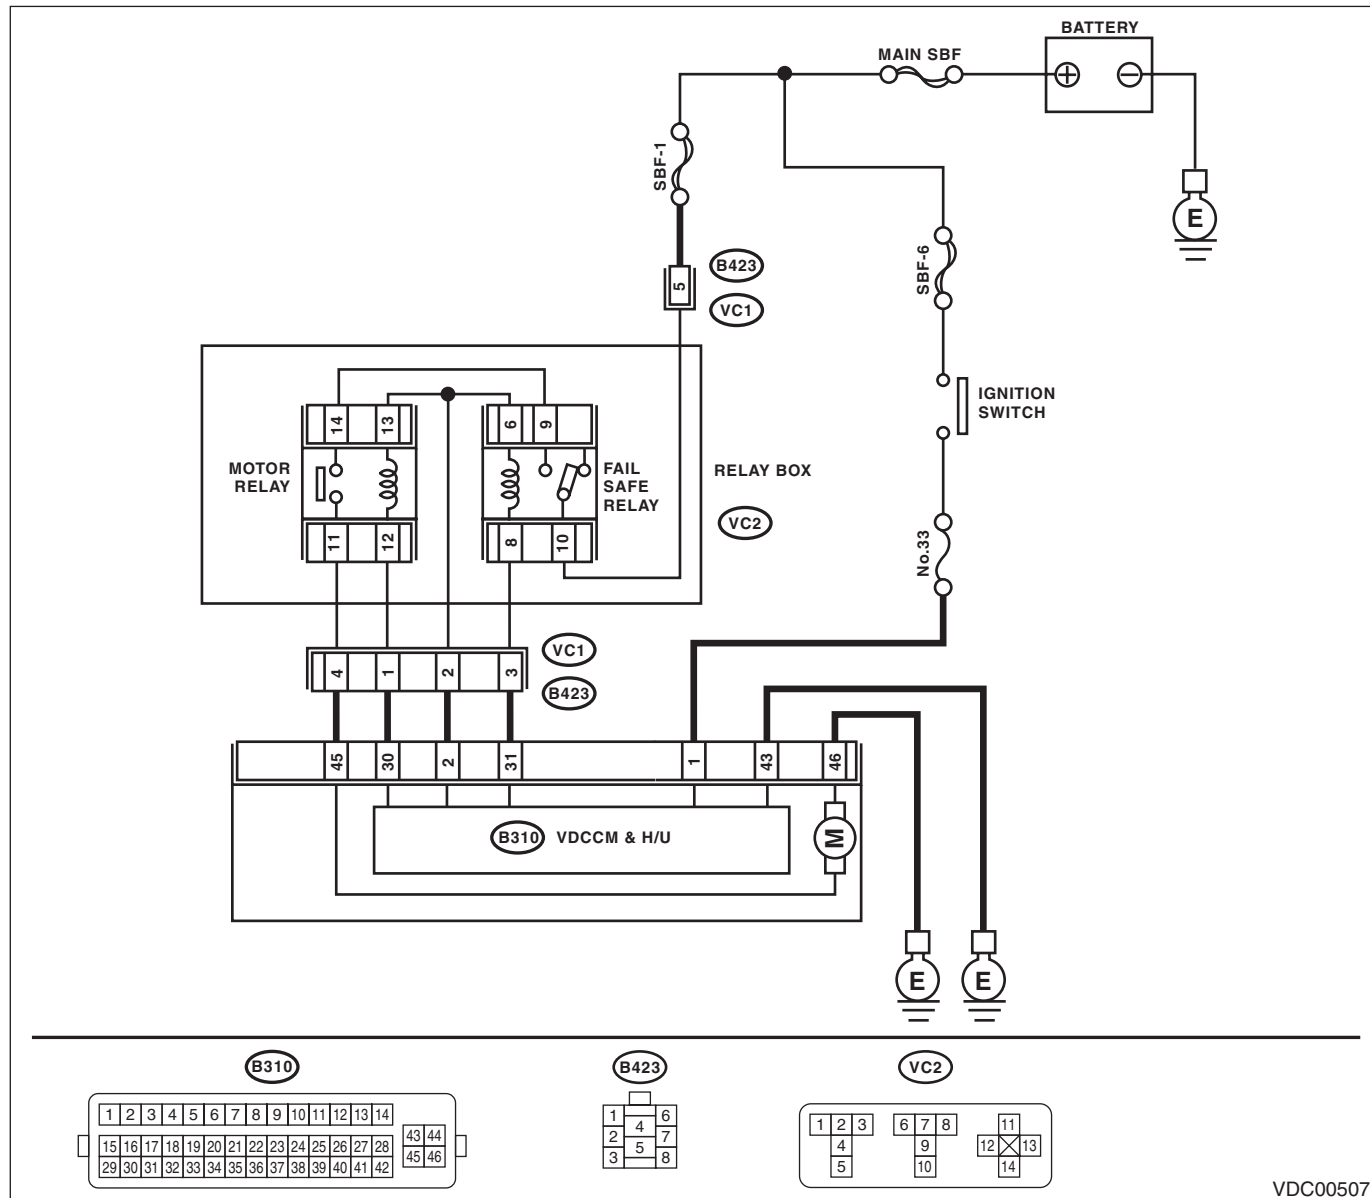 BATTERY
MAIN SBF
+ −
SBF-1
E
B423
SBF-6
5
VC1
IGNITION
SWITCH
14 13 6 9
MOTOR
RELAY
FAIL
SAFE
RELAY
RELAY BOX
VC2
11 12 8 10
No.33
VC1
4 1 2 3
B423
45 30 2 31 1 43 46
B310 VDCCM & H/U
M
E E
B310
B423
VC2
1 2 3 4 5 6 7 8 9 10 11 12 13 14
15 16 17 18 19 20 21 22 23 24 25 26 27 28
29 30 31 32 33 34 35 36 37 38 39 40 41 42
43 44
45 46
1 6
4
2 7
5
3 8
1 2 3
4
5
6 7 8
9
10
11
12 13
14
VDC00507